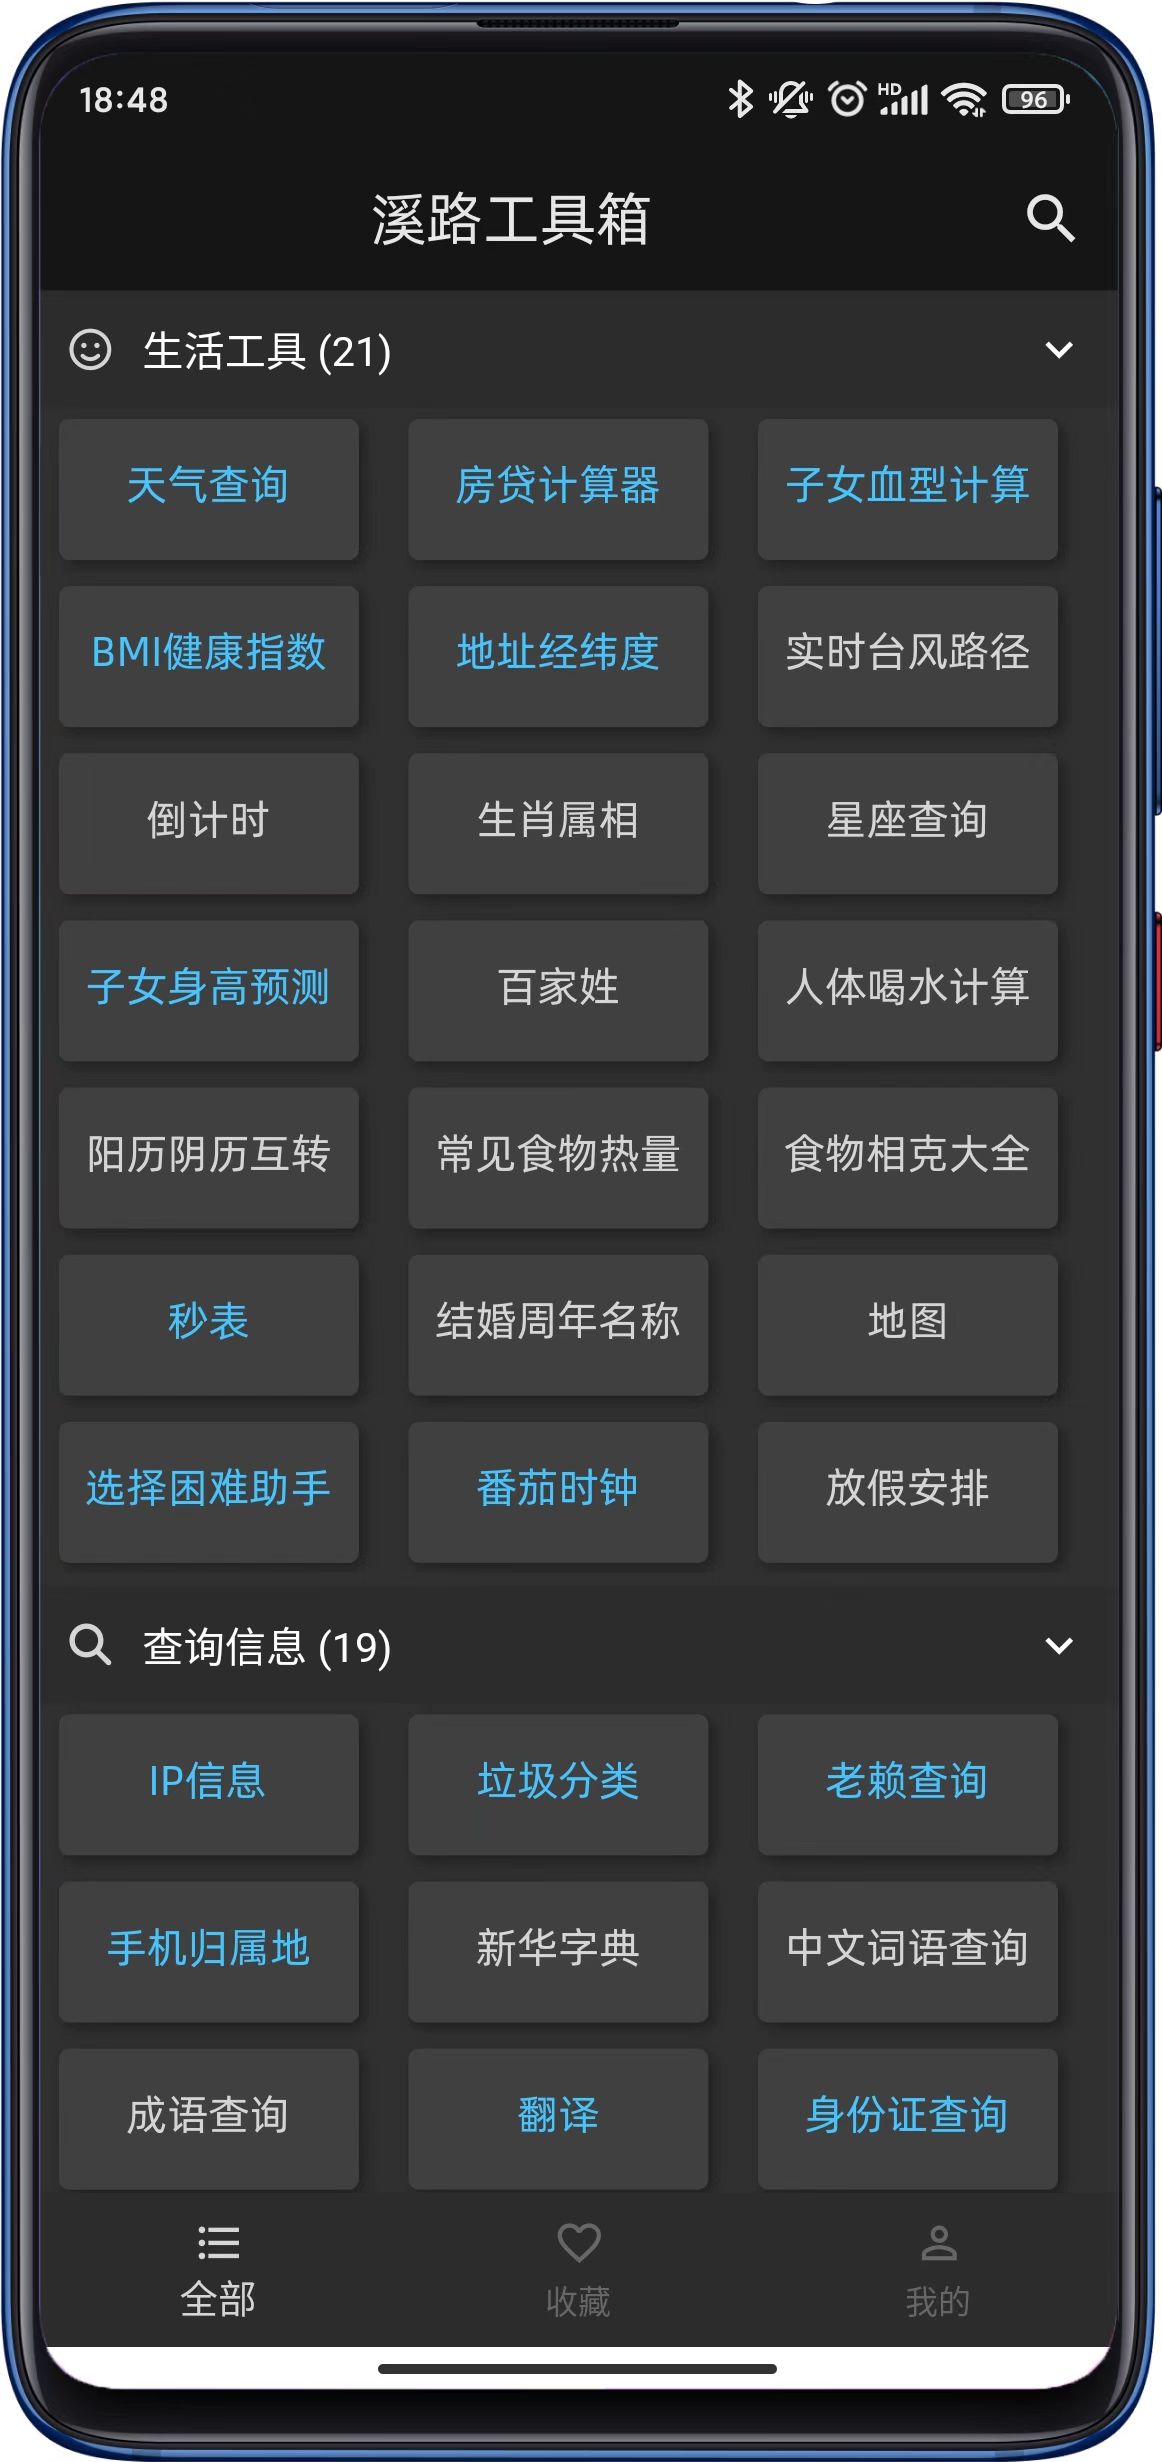 18:48
HD
96
溪路工具箱
生活工具 (21)
天气查询
房贷计算器
子女血型计算
BMI健康指数
地址经纬度
实时台风路径
倒计时
生肖属相
星座查询
子女身高预测
百家姓
人体喝水计算
阳历阴历互转
常见食物热量
食物相克大全
秒表
结婚周年名称
地图
选择困难助手
番茄时钟
放假安排
查询信息 (19)
IP信息
垃圾分类
老赖查询
手机归属地
新华字典
中文词语查询
成语查询
翻译
身份证查询
全部
收藏
我的